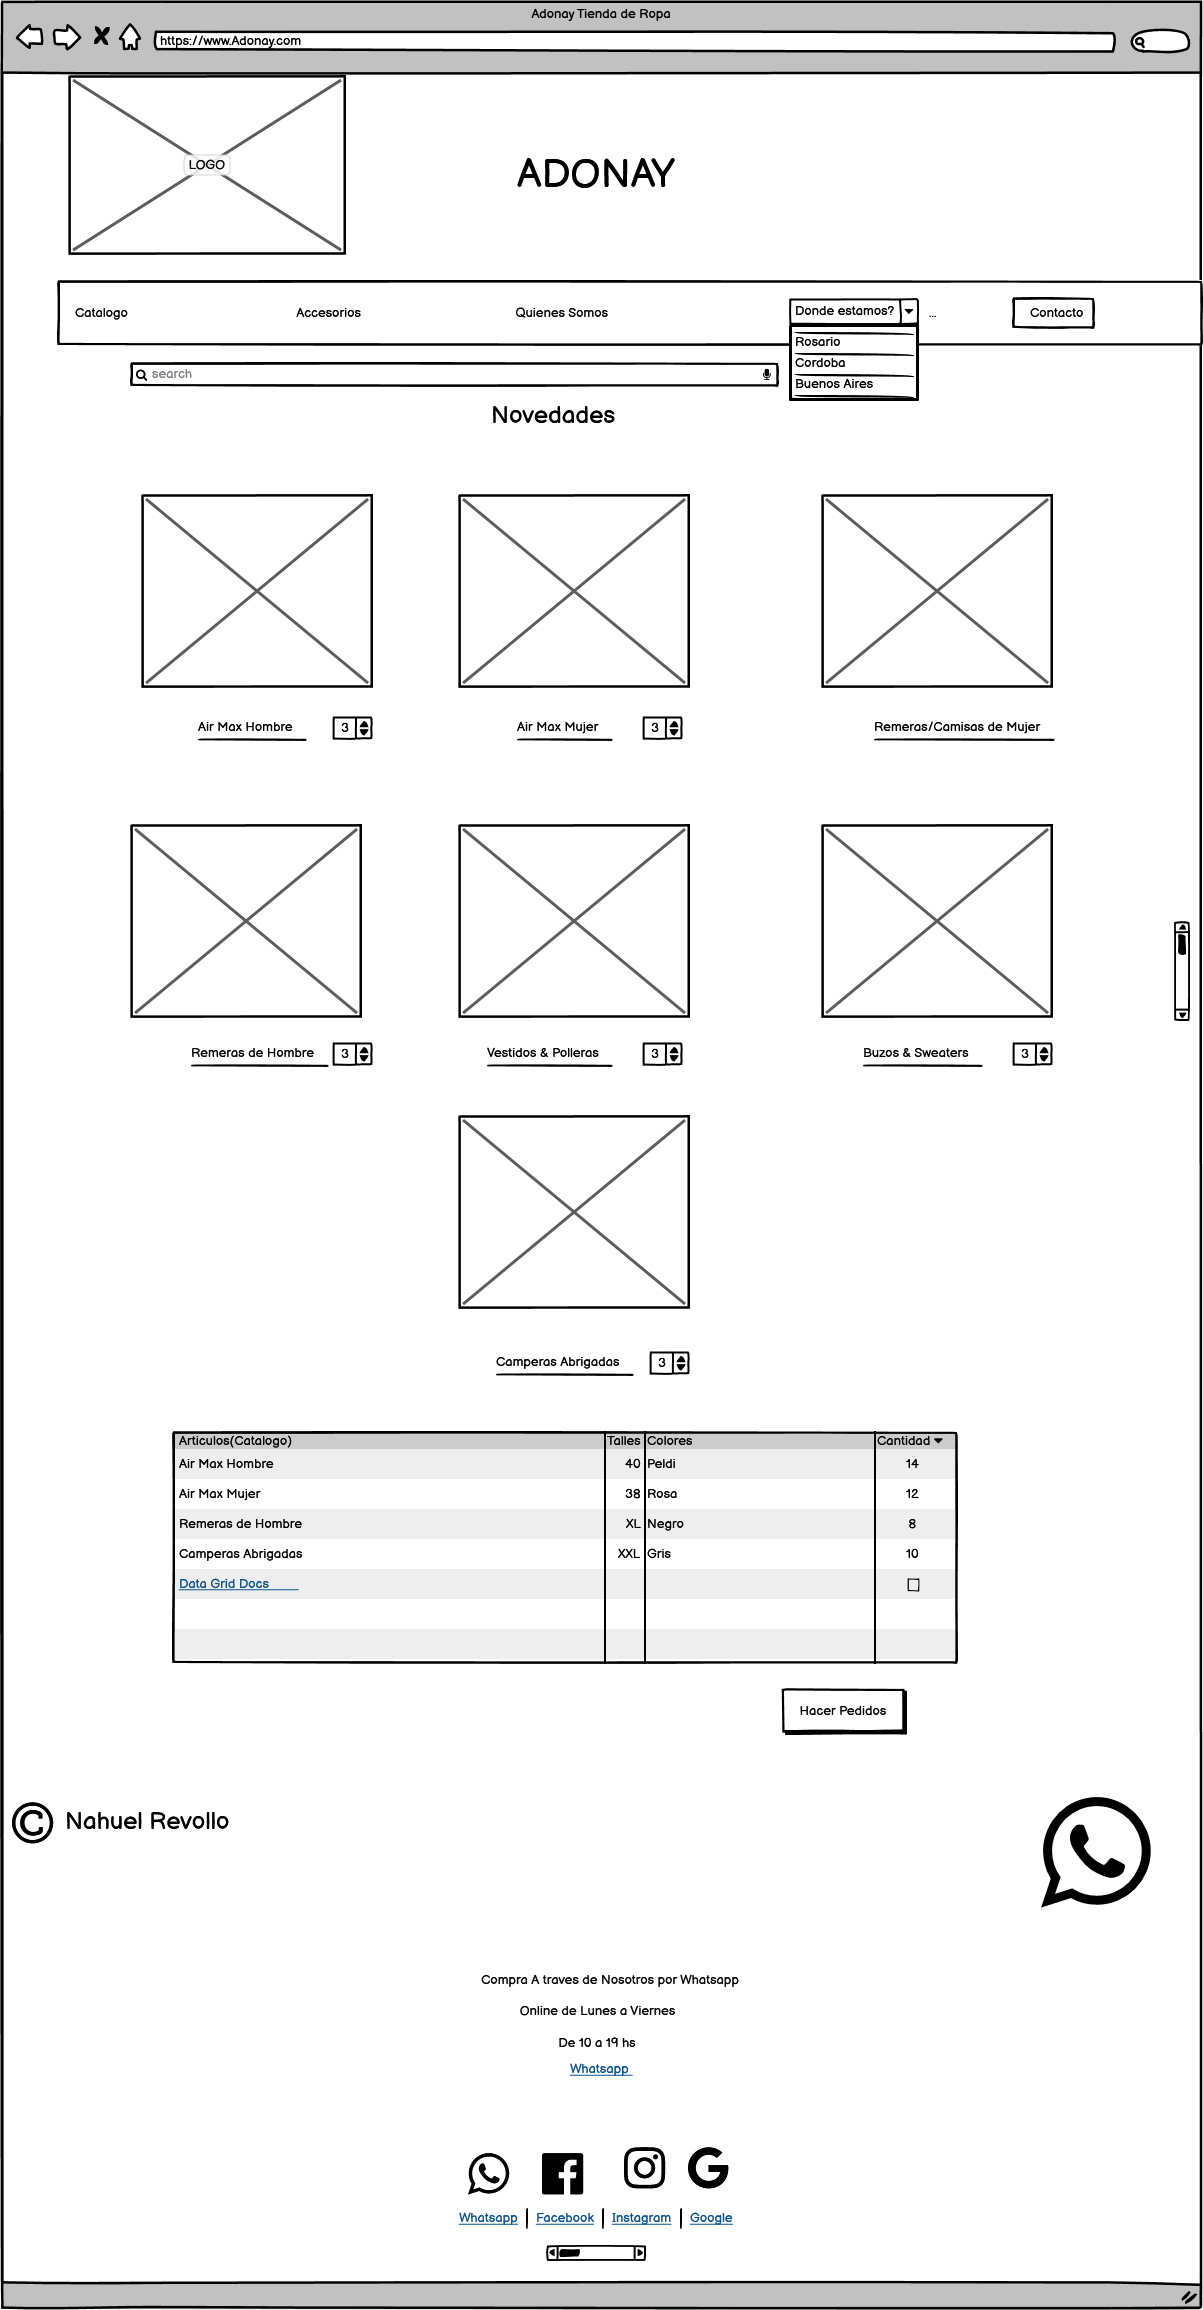 Adonay Tienda de Ropa
https://www.Adonay.com
LOGO
ADONAY
Catalogo
Accesorios
Quienes Somos
Donde estamos?
...
Contacto
Rosario
Cordoba
Buenos Aires
search
Novedades
Air Max Hombre 3
Air Max Mujer 3
Remeras/Camisas de Mujer
Remeras de Hombre 3
Vestidos & Polleras 3
Buzos & Sweaters 3
Camperas Abrigadas 3
Articulos(Catalogo) Talles Colores Cantidad
Air Max Hombre 40 Peldi 14
Air Max Mujer 38 Rosa 12
Remeras de Hombre XL Negro 8
Camperas Abrigadas XXL Gris 10
Data Grid Docs
Hacer Pedidos
© Nahuel Revollo
Compra A traves de Nosotros por Whatsapp
Online de Lunes a Viernes
De 10 a 19 hs
Whatsapp
Whatsapp | Facebook | Instagram | Google